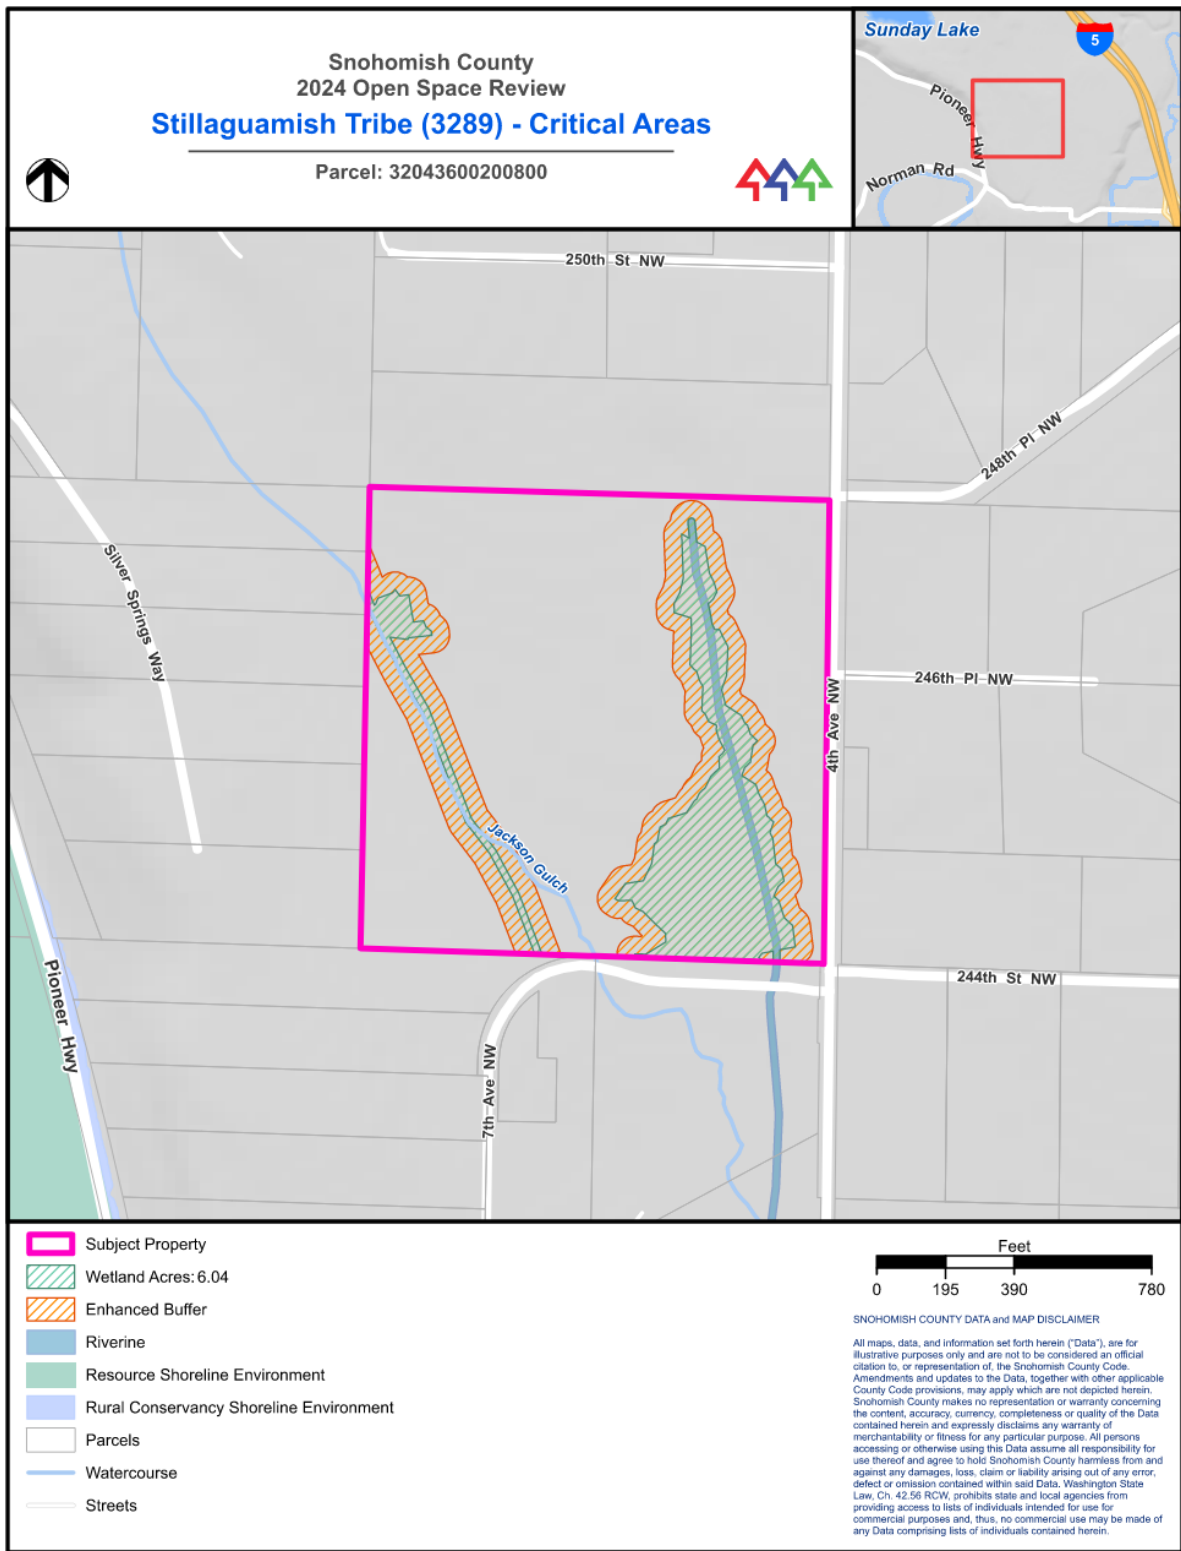 Snohomish County
2024 Open Space Review
Stillaguamish Tribe (3289) - Critical Areas
Parcel: 32043600200800
Sunday Lake
5
Pioneer Hwy
Norman Rd
250th St NW
248th Pl NW
Silver Springs Way
246th Pl NW
4th Ave NW
Jackson Gulch
Pioneer Hwy
244th St NW
7th Ave NW
Subject Property
Wetland Acres: 6.04
Enhanced Buffer
Riverine
Resource Shoreline Environment
Rural Conservancy Shoreline Environment
Parcels
Watercourse
Streets
Feet
0 195 390 780
SNOHOMISH COUNTY DATA and MAP DISCLAIMER
All maps, data, and information set forth herein ("Data"), are for
illustrative purposes only and are not to be considered an official
citation to, or representation of, the Snohomish County Code.
Amendments and updates to the Data, together with other applicable
County Code provisions, may apply which are not depicted herein.
Snohomish County makes no representation or warranty concerning
the content, accuracy, currency, completeness or quality of the Data
contained herein and expressly disclaims any warranty of
merchantability or fitness for any particular purpose. All persons
accessing or otherwise using this Data assume all responsibility for
use thereof and agree to hold Snohomish County harmless from and
against any damages, loss, claim or liability arising out of any error,
defect or omission contained within said Data. Washington State
Law, Ch. 42.56 RCW, prohibits state and local agencies from
providing access to lists of individuals intended for use for
commercial purposes and, thus, no commercial use may be made of
any Data comprising lists of individuals contained herein.